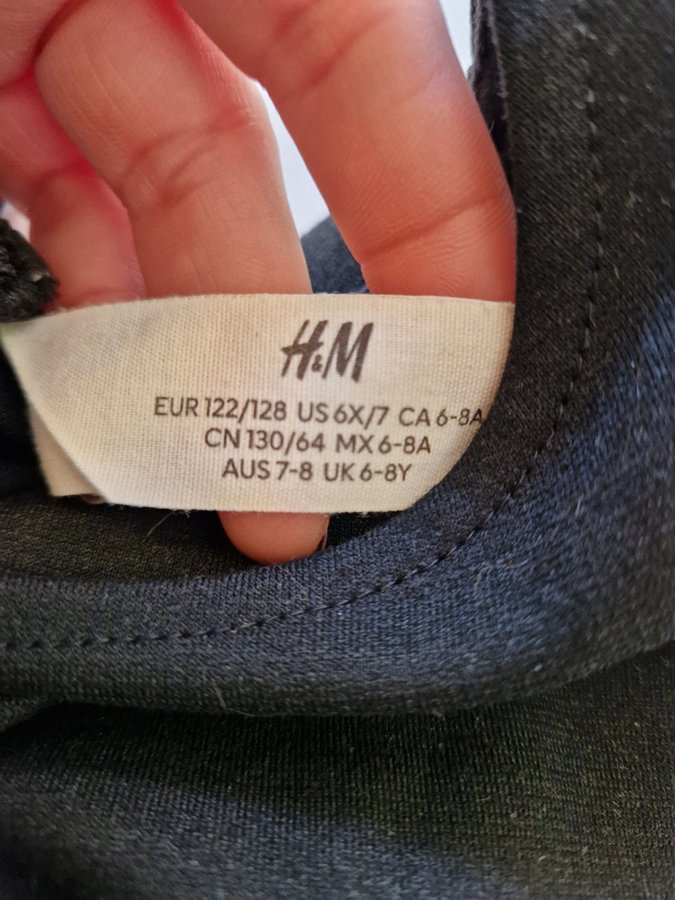 H&M
EUR 122/128 US 6X/7 CA 6-8A
CN 130/64 MX 6-8A
AUS 7-8 UK 6-8Y